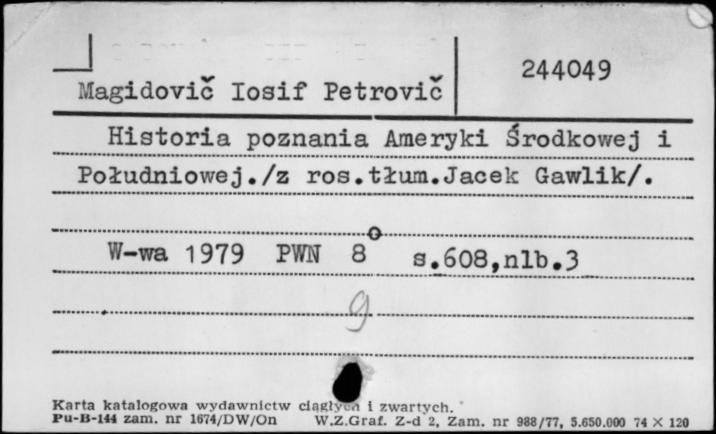 244049
Magidovič Iosif Petrovič
Historia poznania Ameryki Środkowej i
Południowej./z ros.tłum.Jacek Gawlik/.
W-wa 1979 PWN 8° s.608,nlb.3
9
Karta katalogowa wydawnictw ciągłych i zwartych.
Pu-B-144 zam. nr 1674/DW/On W.Z.Graf. Z-d 2, Zam. nr 988/77, 5.650.000 74 × 120